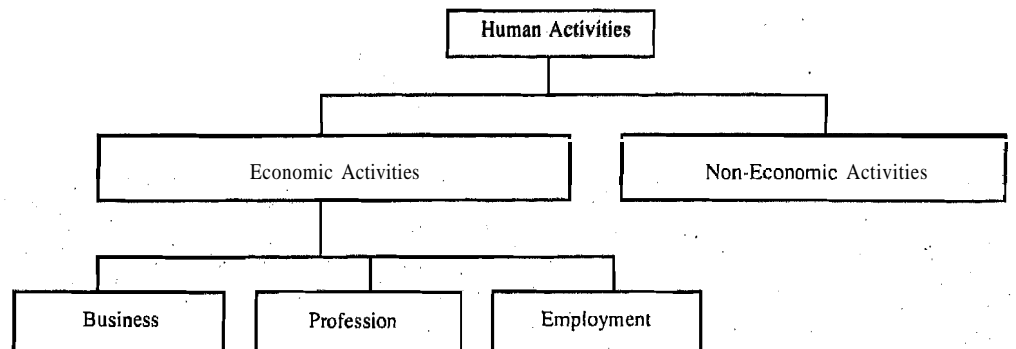 Human Activities
Economic Activities
Non-Economic Activities
Business
Profession
Employment